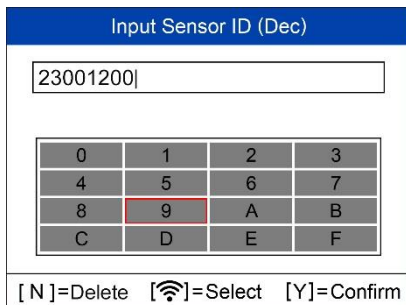 Input Sensor ID (Dec)
23001200
0 1 2 3
4 5 6 7
8 9 A B
C D E F
[ N ]=Delete [ ]=Select [Y]=Confirm